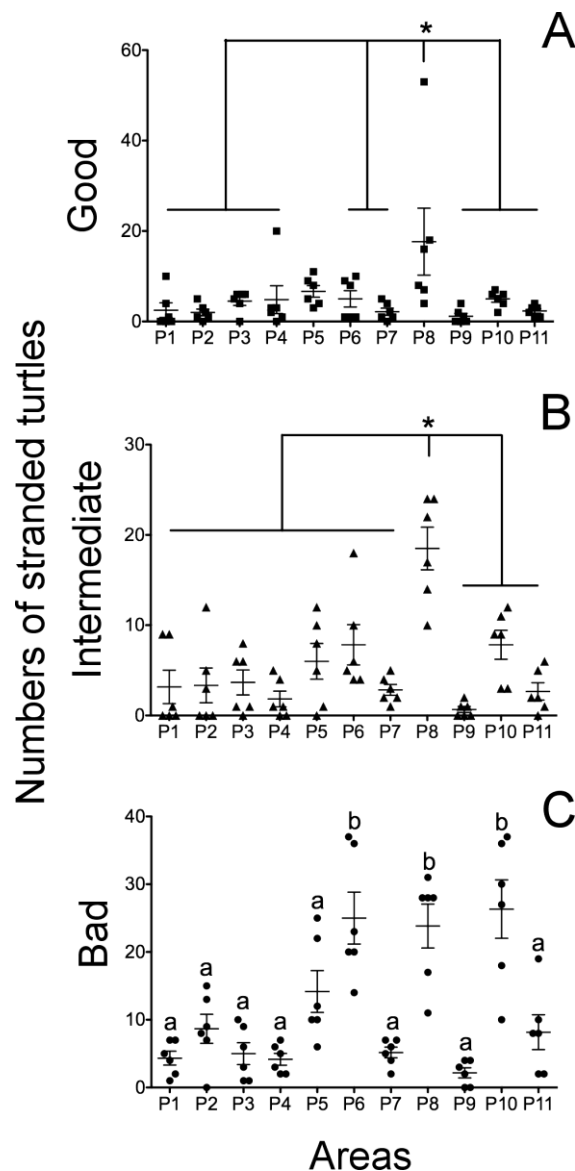 Numbers of stranded turtles
A
*
Good
60
40
20
0
P1 P2 P3 P4 P5 P6 P7 P8 P9 P10 P11
B
*
Intermediate
30
20
10
0
P1 P2 P3 P4 P5 P6 P7 P8 P9 P10 P11
C
Bad
40
30
20
10
0
a a a a a b a b a b a
P1 P2 P3 P4 P5 P6 P7 P8 P9 P10 P11
Areas